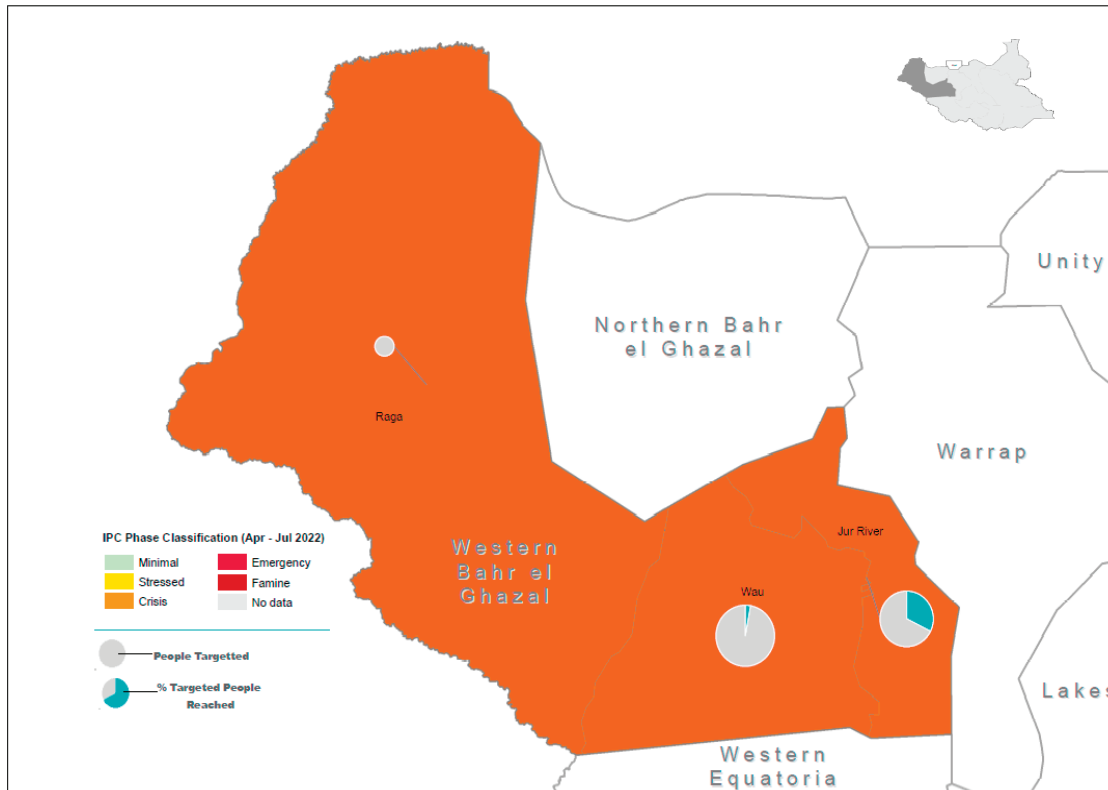 Unity
Northern Bahr
el Ghazal
Raga
Warrap
Jur River
IPC Phase Classification (Apr - Jul 2022)
Minimal
Emergency
Stressed
Famine
Crisis
No data
Western
Bahr el
Ghazal
Wau
People Targetted
% Targeted People
Reached
Lakes
Western
Equatoria